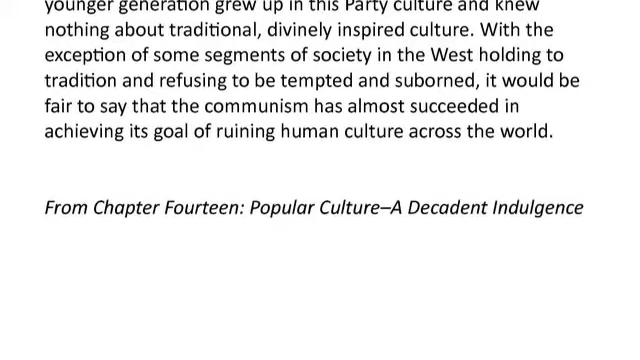 younger generation grew up in this Party culture and knew
nothing about traditional, divinely inspired culture. With the
exception of some segments of society in the West holding to
tradition and refusing to be tempted and suborned, it would be
fair to say that the communism has almost succeeded in
achieving its goal of ruining human culture across the world.
From Chapter Fourteen: Popular Culture–A Decadent Indulgence